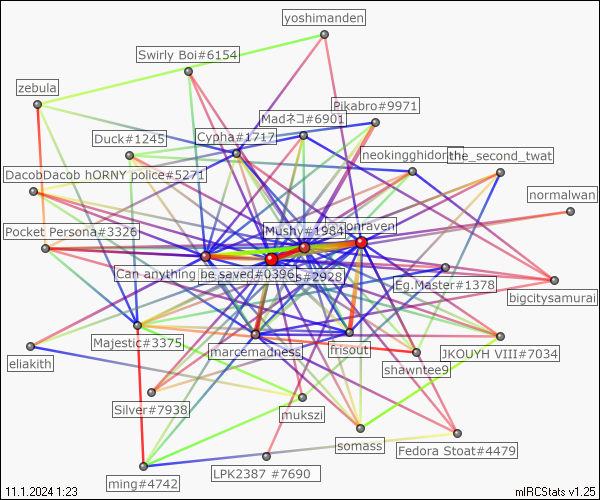 yoshimanden
Swirly Boi#6154
zebula
Pikabro#9971
Madネコ#6901
Cypha#1717
Duck#1245
neokingghidor
the_second_twat
DacobDacob hORNY police#5271
normalwan
Pocket Persona#3326
Mushy#1984
onraven
Can anything be saved#0396
s#2928
Eg.Master#1378
bigcitysamurai
Majestic#3375
marcemadness
frisout
JKOUYH VIII#7034
eliakith
shawntee9
Silver#7938
mukszi
somass
Fedora Stoat#4479
LPK2387 #7690
ming#4742
11.1.2024 1:23
mIRCStats v1.25